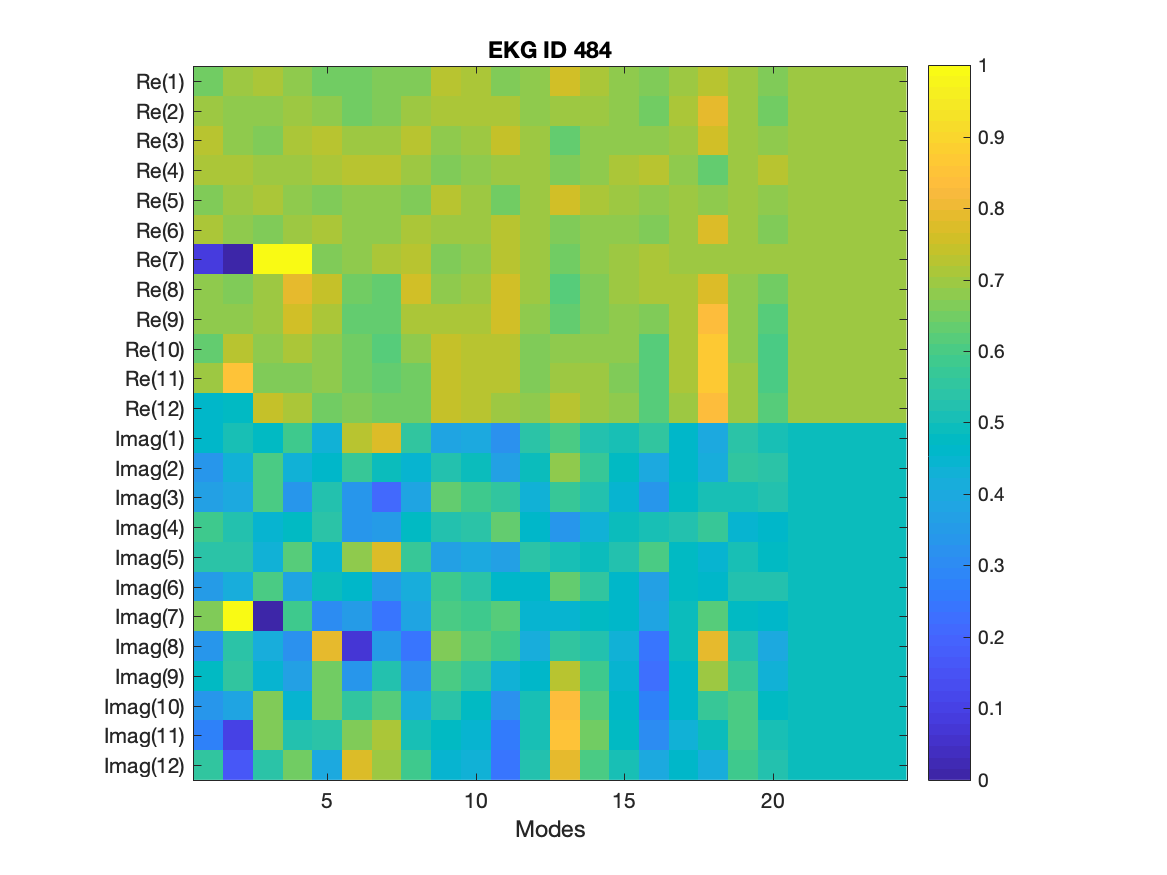 EKG ID 484
Re(1)
Re(2)
Re(3)
Re(4)
Re(5)
Re(6)
Re(7)
Re(8)
Re(9)
Re(10)
Re(11)
Re(12)
Imag(1)
Imag(2)
Imag(3)
Imag(4)
Imag(5)
Imag(6)
Imag(7)
Imag(8)
Imag(9)
Imag(10)
Imag(11)
Imag(12)
5 10 15 20
Modes
1
0.9
0.8
0.7
0.6
0.5
0.4
0.3
0.2
0.1
0